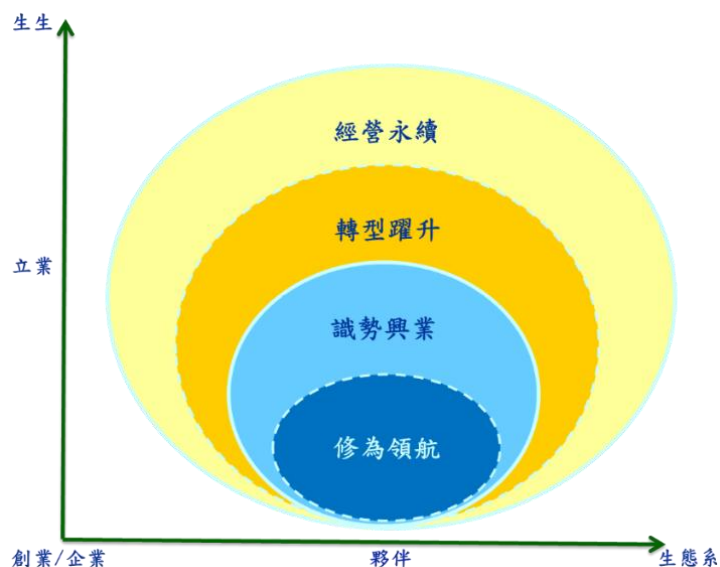 生生
經營永續
轉型躍升
立業
識勢興業
修為領航
創業/企業
夥伴
生態系